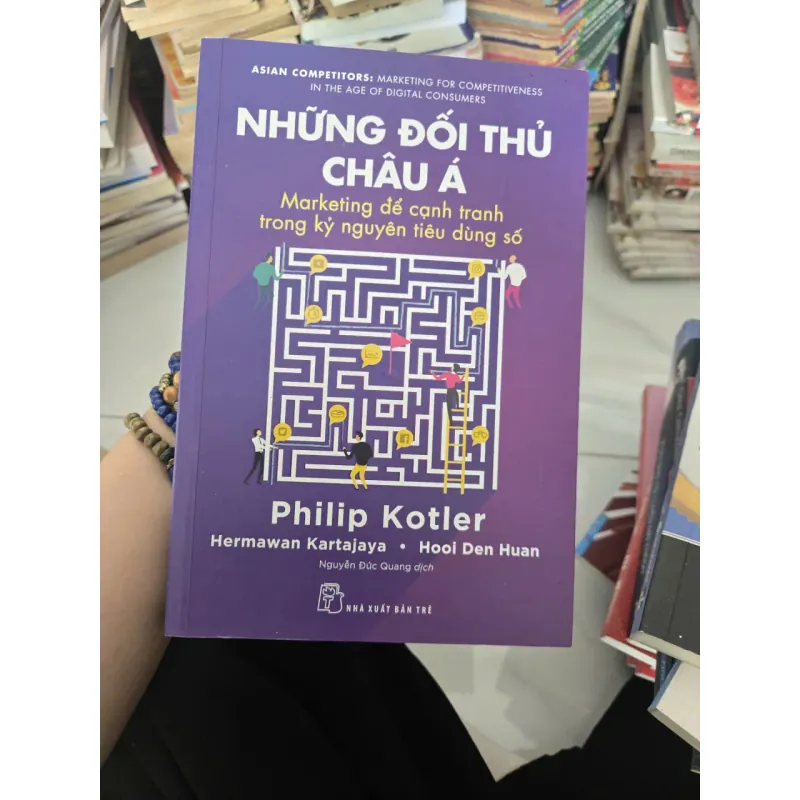 ASIAN COMPETITORS: MARKETING FOR COMPETITIVENESS
IN THE AGE OF DIGITAL CONSUMERS
NHỮNG ĐỐI THỦ
CHÂU Á
Marketing để cạnh tranh
trong kỷ nguyên tiêu dùng số
Philip Kotler
Hermawan Kartajaya • Hooi Den Huan
Nguyễn Đức Quang dịch
NHÀ XUẤT BẢN TRẺ